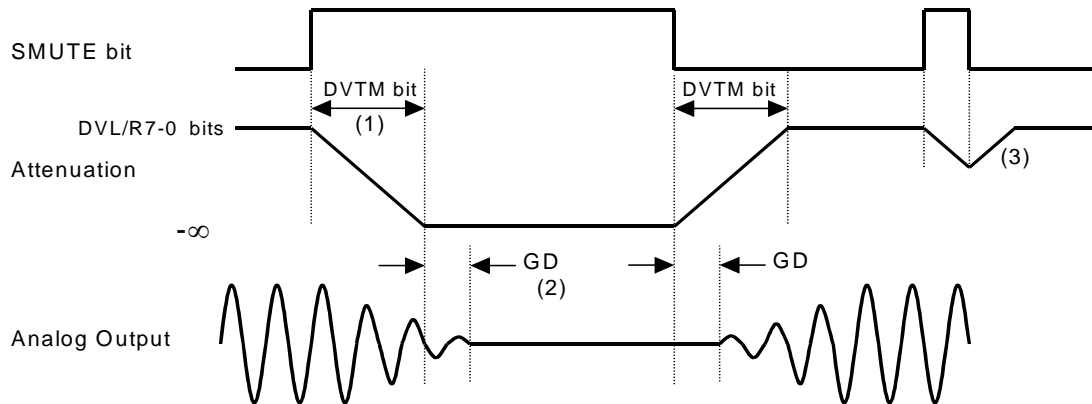 SMUTE bit
DVTM bit
DVTM bit
(1)
DVL/R7-0 bits
(3)
Attenuation
-∞
GD
GD
(2)
Analog Output